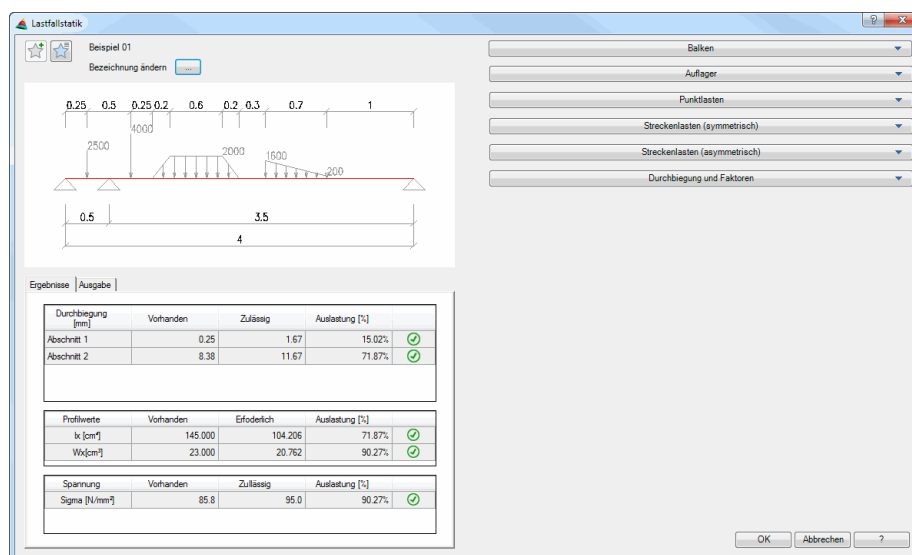 Lastfallstatik
?
X
Beispiel 01
Bezeichnung ändern ...
0.25 0.5 0.25 0.2 0.6 0.2 0.3 0.7 1
4000
2500 2000 1600 200
0.5 3.5
4
Balken
Auflager
Punktlasten
Streckenlasten (symmetrisch)
Streckenlasten (asymmetrisch)
Durchbiegung und Faktoren
Ergebnisse Ausgabe
Durchbiegung [mm] Vorhanden Zulässig Auslastung [%]
Abschnitt 1 0.25 1.67 15.02%
Abschnitt 2 8.38 11.67 71.87%
Profilwerte Vorhanden Erfoderlich Auslastung [%]
Ix [cm⁴] 145.000 104.206 71.87%
Wx[cm³] 23.000 20.762 90.27%
Spannung Vorhanden Zullässig Auslastung [%]
Sigma [N/mm²] 85.8 95.0 90.27%
OK Abbrechen ?